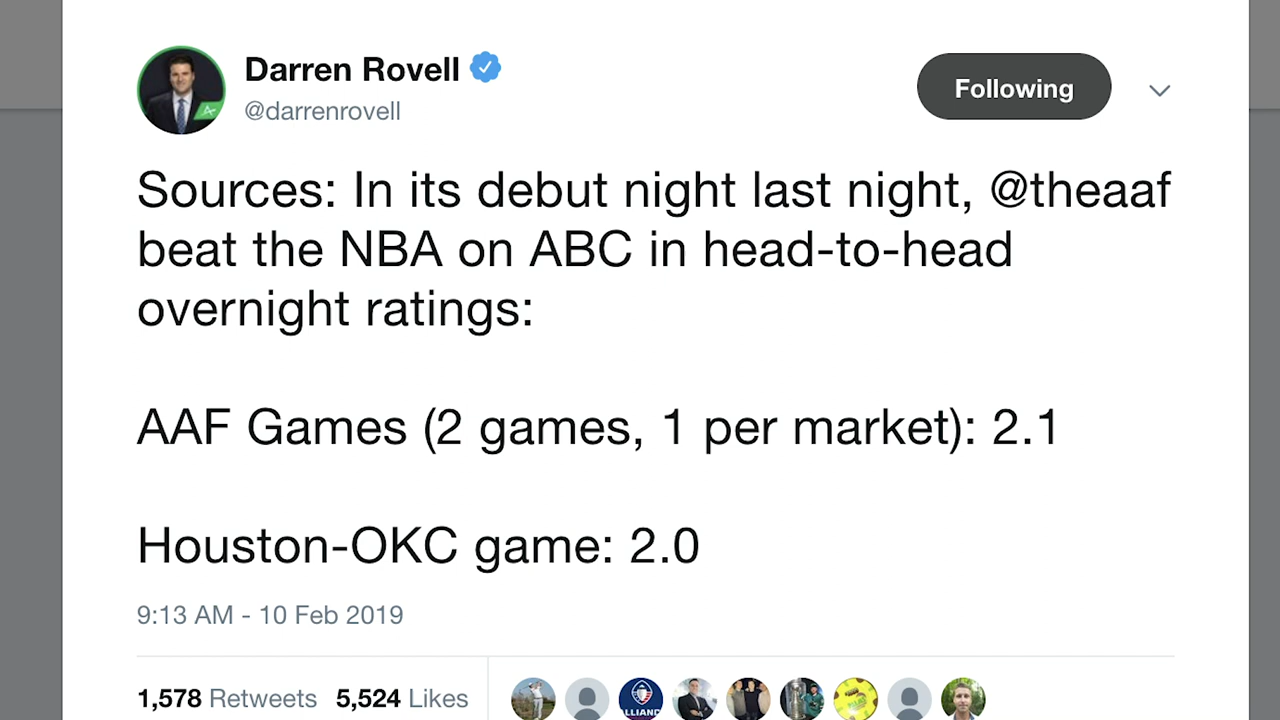 Darren Rovell
@darrenrovell
Following
Sources: In its debut night last night, @theaaf
beat the NBA on ABC in head-to-head
overnight ratings:
AAF Games (2 games, 1 per market): 2.1
Houston-OKC game: 2.0
9:13 AM - 10 Feb 2019
1,578 Retweets 5,524 Likes
LLIANC